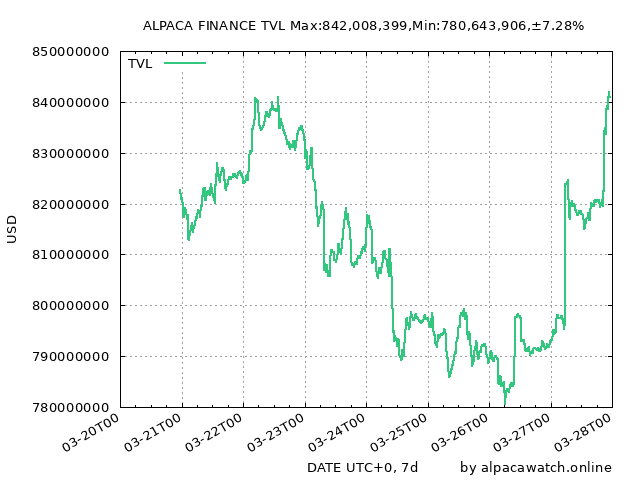 ALPACA FINANCE TVL Max:842,008,399,Min:780,643,906,±7.28%
850000000
TVL
840000000
830000000
820000000
USD
810000000
800000000
790000000
780000000
03-20T00
03-21T00
03-22T00
03-23T00
03-24T00
03-25T00
03-26T00
03-27T00
03-28T00
DATE UTC+0, 7d
by alpacawatch.online